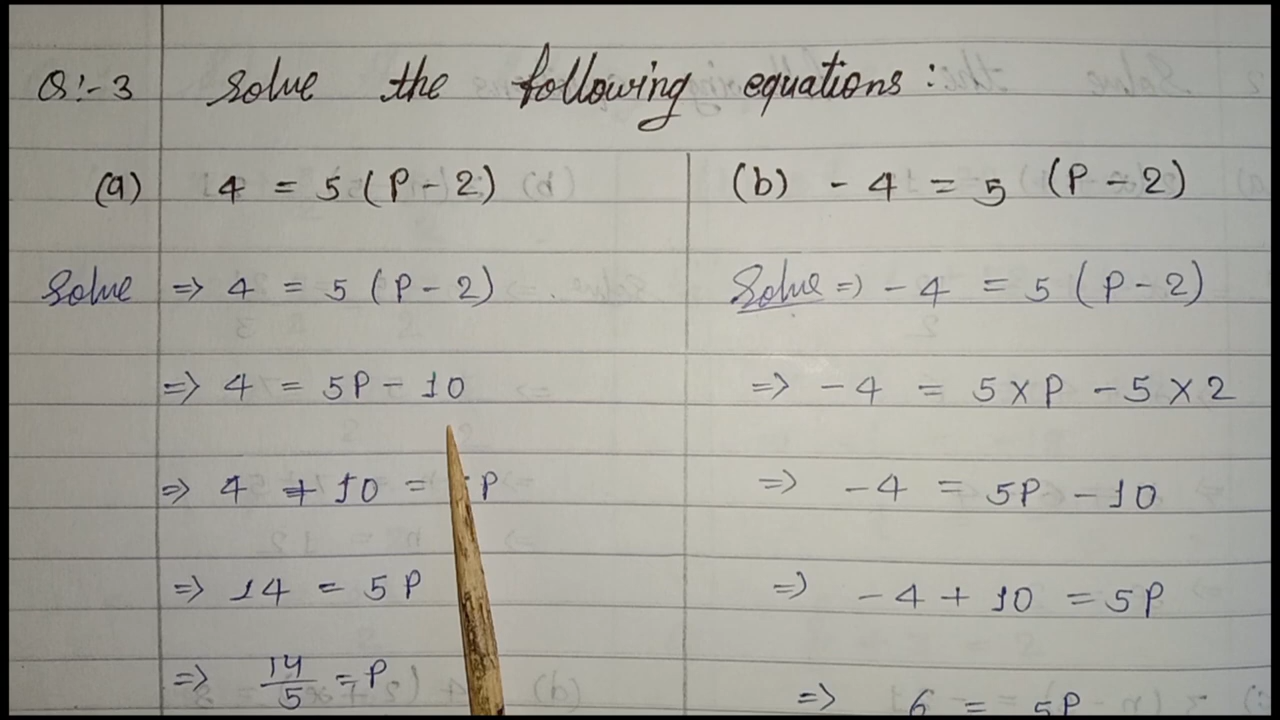 Q:-3 Solve the following equations:
(a) 4 = 5 (P - 2)
Solve ⇒ 4 = 5 (P - 2)
⇒ 4 = 5P - 10
⇒ 4 + 10 = P
⇒ 14 = 5P
⇒ 14/5 = P
(b) - 4 = 5 (P - 2)
Solve ⇒ - 4 = 5 (P - 2)
⇒ - 4 = 5 × P - 5 × 2
⇒ - 4 = 5P - 10
⇒ - 4 + 10 = 5P
⇒ 6 = 5P